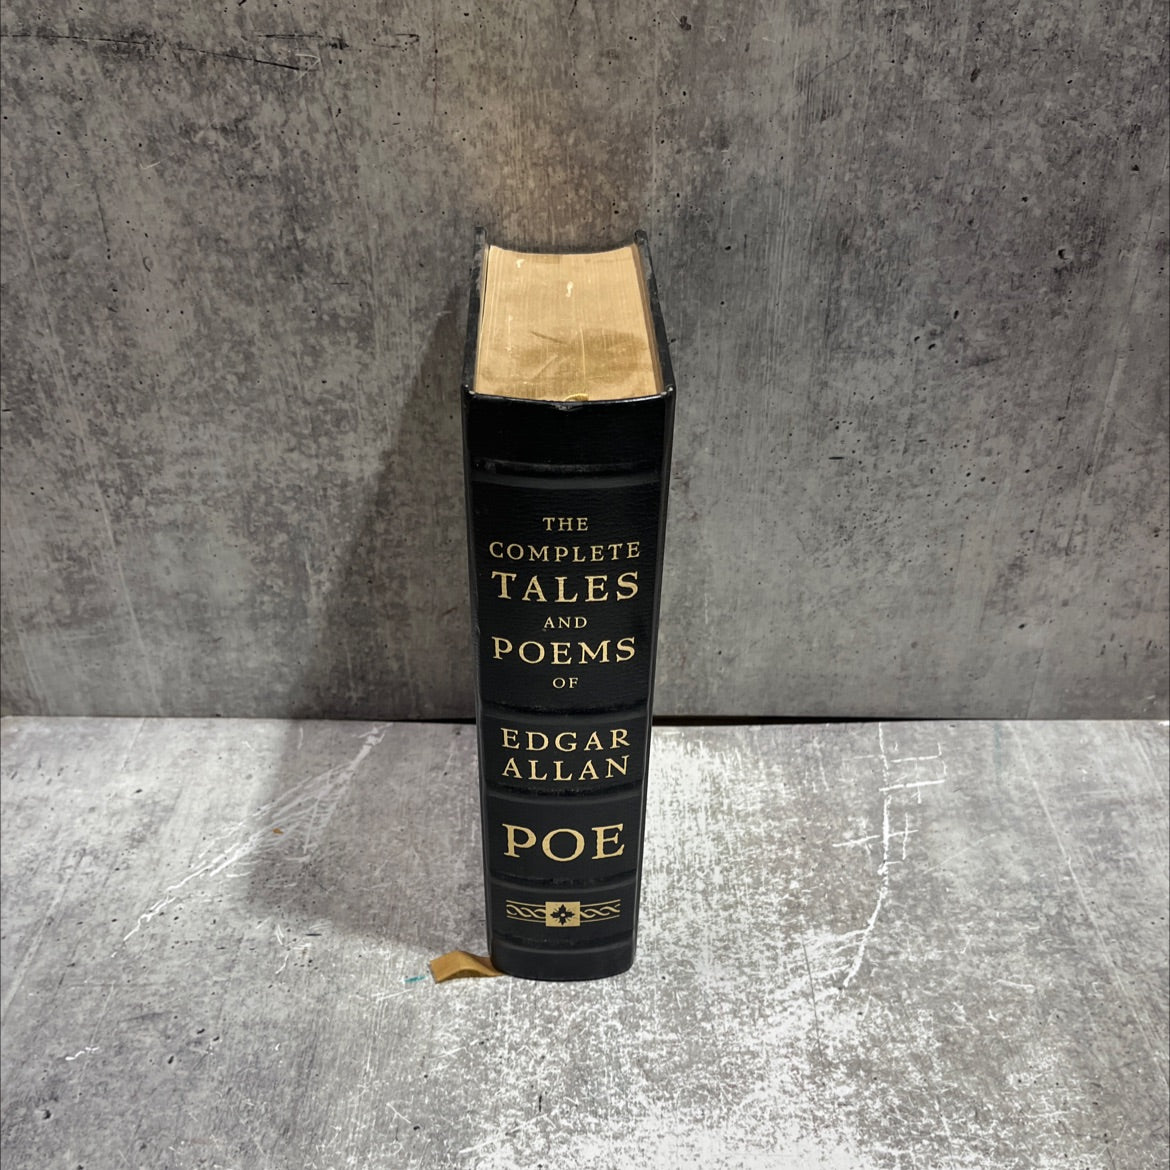 THE
COMPLETE
TALES
AND
POEMS
OF
EDGAR
ALLAN
POE